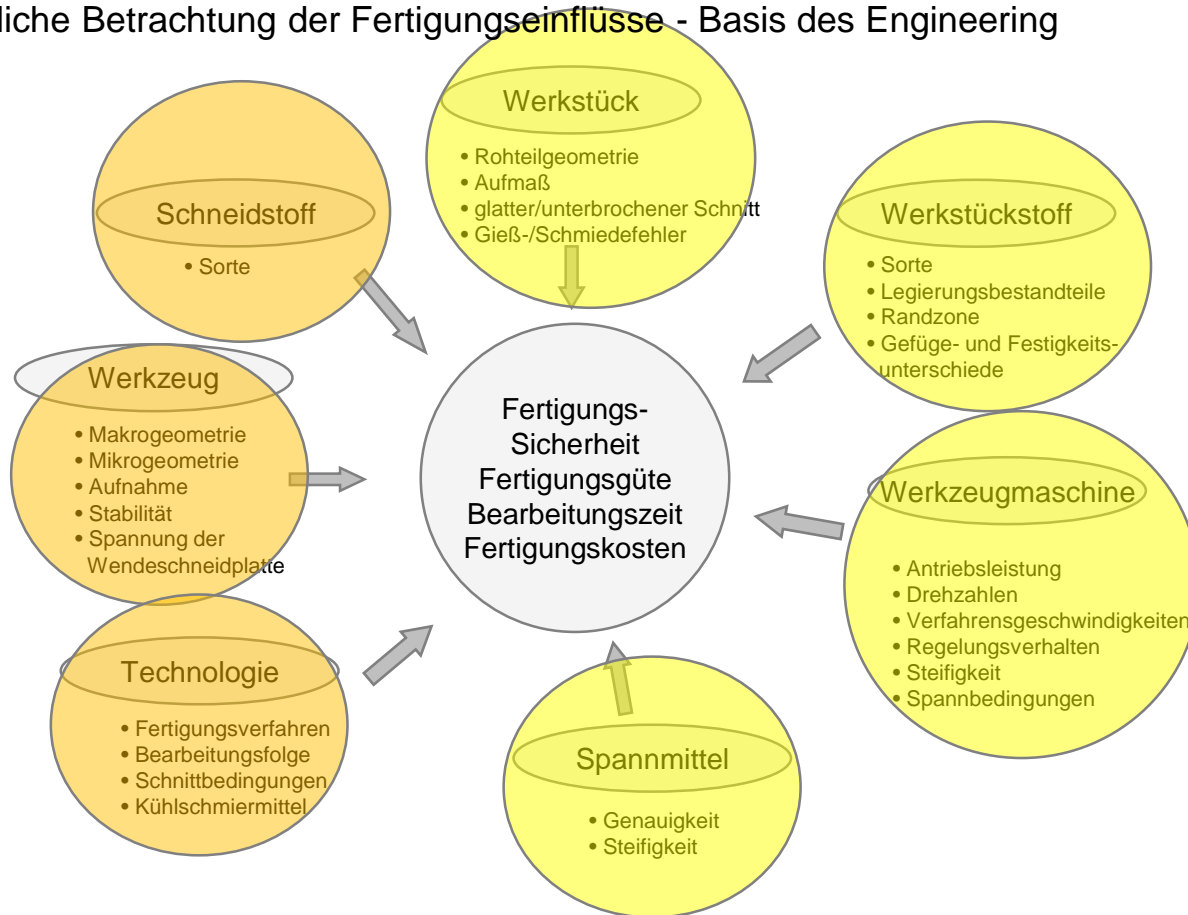 liche Betrachtung der Fertigungseinflüsse - Basis des Engineering
Werkstück
• Rohteilgeometrie
• Aufmaß
• glatter/unterbrochener Schnitt
• Gieß-/Schmiedefehler
Schneidstoff
• Sorte
Werkstückstoff
• Sorte
• Legierungsbestandteile
• Randzone
• Gefüge- und Festigkeits-
unterschiede
Werkzeug
• Makrogeometrie
• Mikrogeometrie
• Aufnahme
• Stabilität
• Spannung der
Wendeschneidplatte
Fertigungs-
Sicherheit
Fertigungsgüte
Bearbeitungszeit
Fertigungskosten
Werkzeugmaschine
• Antriebsleistung
• Drehzahlen
• Verfahrensgeschwindigkeiten
• Regelungsverhalten
• Steifigkeit
• Spannbedingungen
Technologie
• Fertigungsverfahren
• Bearbeitungsfolge
• Schnittbedingungen
• Kühlschmiermittel
Spannmittel
• Genauigkeit
• Steifigkeit